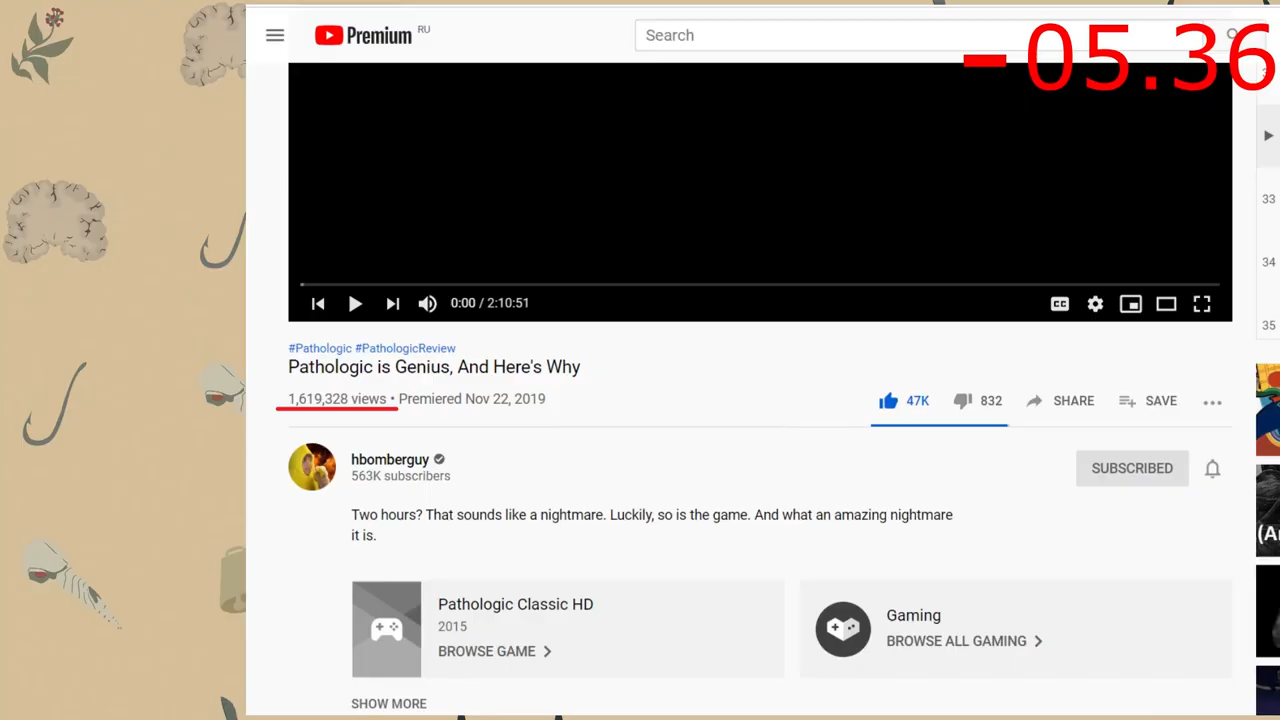 Premium RU
Search
- 05.36
33
34
35
0:00 / 2:10:51
CC
#Pathologic #PathologicReview
Pathologic is Genius, And Here's Why
1,619,328 views • Premiered Nov 22, 2019
47K
832
SHARE
SAVE
hbomberguy
563K subscribers
SUBSCRIBED
Two hours? That sounds like a nightmare. Luckily, so is the game. And what an amazing nightmare
it is.
Pathologic Classic HD
2015
BROWSE GAME
Gaming
BROWSE ALL GAMING
SHOW MORE